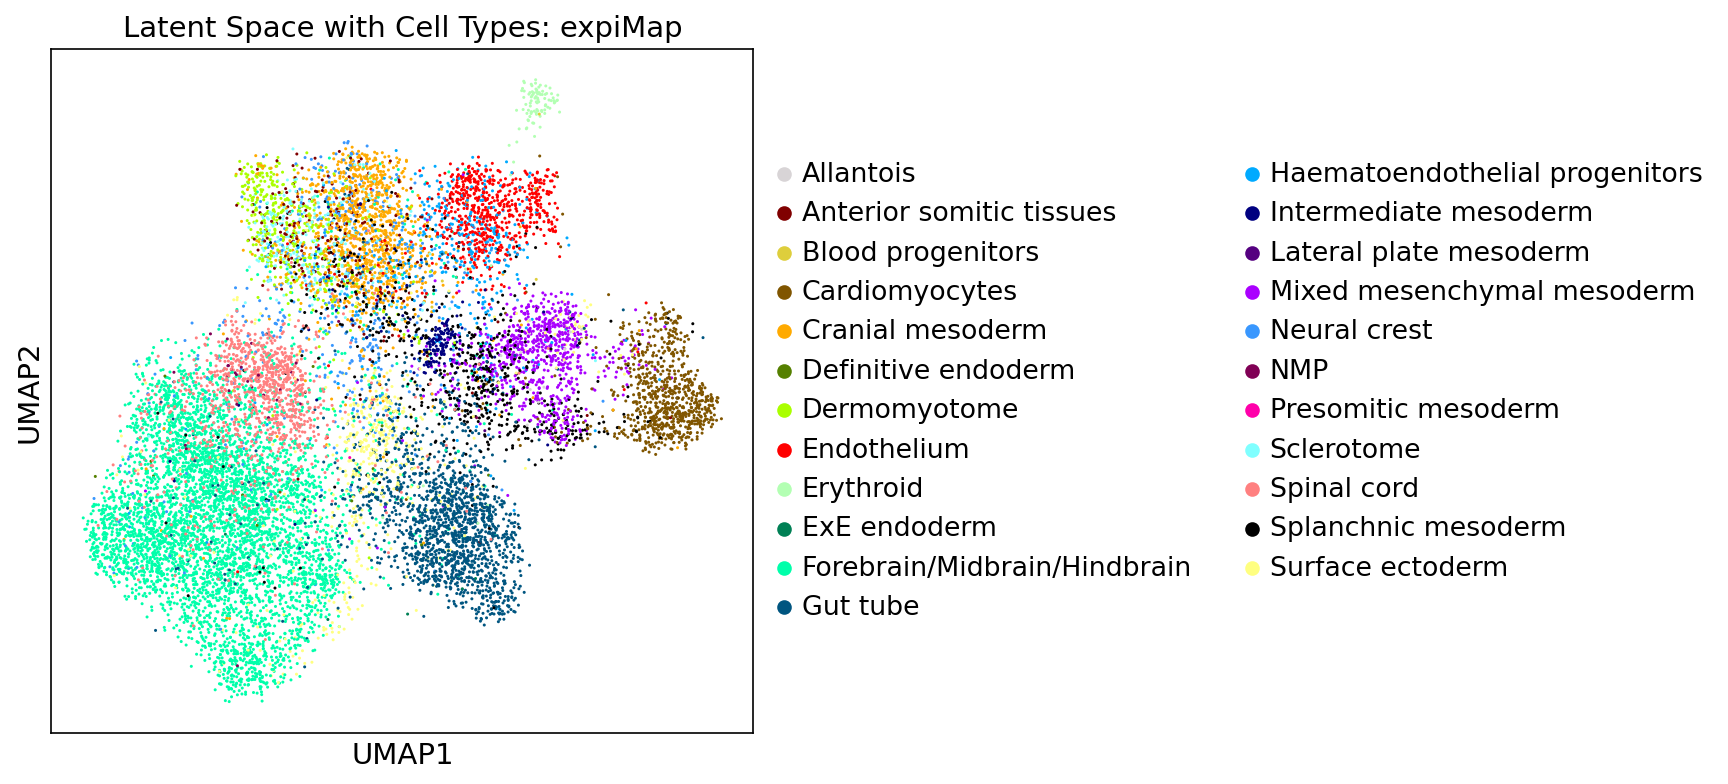 Latent Space with Cell Types: expiMap
UMAP2
UMAP1
Allantois
Anterior somitic tissues
Blood progenitors
Cardiomyocytes
Cranial mesoderm
Definitive endoderm
Dermomyotome
Endothelium
Erythroid
ExE endoderm
Forebrain/Midbrain/Hindbrain
Gut tube
Haematoendothelial progenitors
Intermediate mesoderm
Lateral plate mesoderm
Mixed mesenchymal mesoderm
Neural crest
NMP
Presomitic mesoderm
Sclerotome
Spinal cord
Splanchnic mesoderm
Surface ectoderm